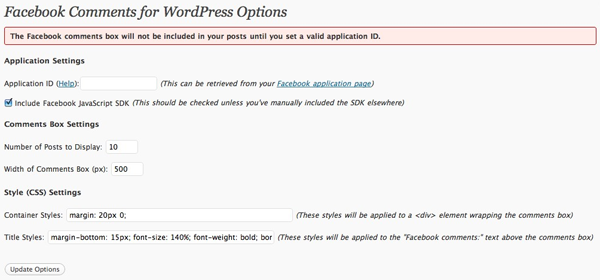 Facebook Comments for WordPress Options
The Facebook comments box will not be included in your posts until you set a valid application ID.
Application Settings
Application ID (Help): (This can be retrieved from your Facebook application page)
Include Facebook JavaScript SDK (This should be checked unless you've manually included the SDK elsewhere)
Comments Box Settings
Number of Posts to Display: 10
Width of Comments Box (px): 500
Style (CSS) Settings
Container Styles: margin: 20px 0; (These styles will be applied to a <div> element wrapping the comments box)
Title Styles: margin-bottom: 15px; font-size: 140%; font-weight: bold; bor (These styles will be applied to the "Facebook comments:" text above the comments box)
Update Options